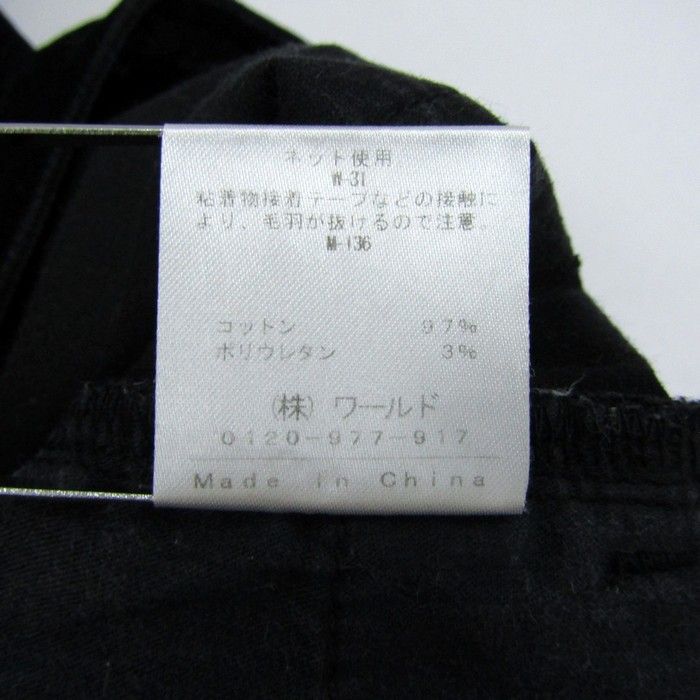 ネット使用
W-31
粘着物接着テープなどの接触に
より、毛羽が抜けるので注意。
M-136
コットン 97%
ポリウレタン 3%
(株)ワールド
0120-977-917
Made in China